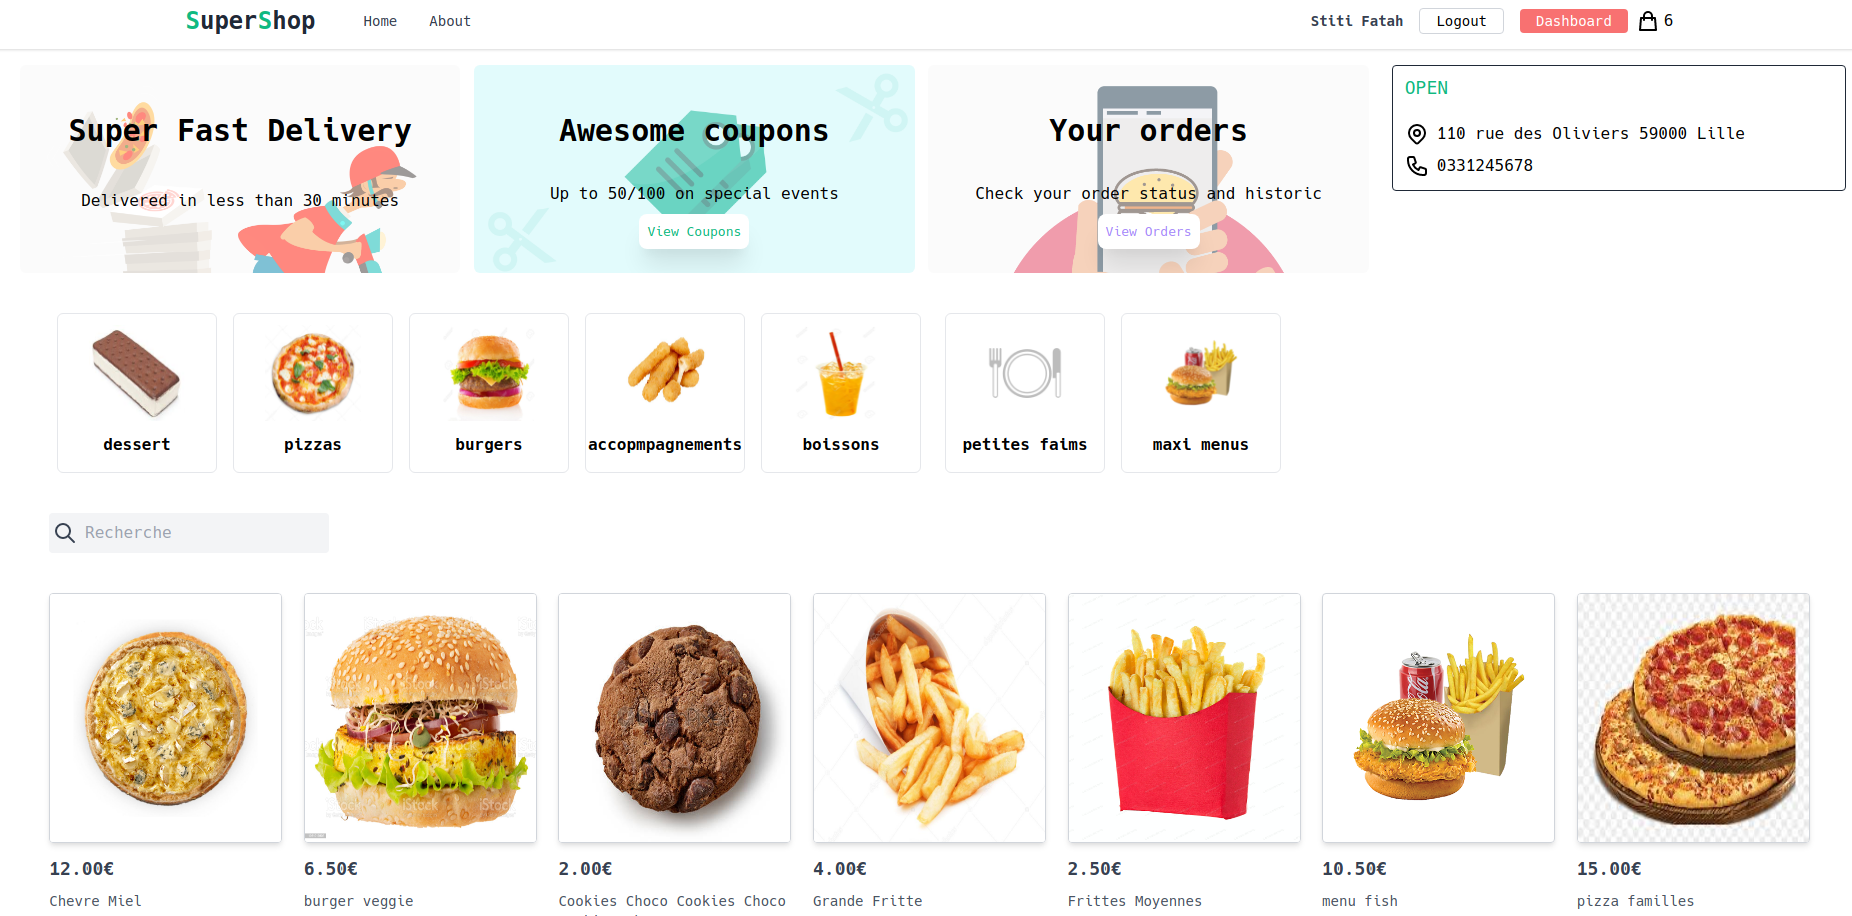 SuperShop
Home
About
Stiti Fatah
Logout
Dashboard
6
Super Fast Delivery
Delivered in less than 30 minutes
Awesome coupons
Up to 50/100 on special events
View Coupons
Your orders
Check your order status and historic
View Orders
OPEN
110 rue des Oliviers 59000 Lille
0331245678
dessert
pizzas
burgers
accopmpagnements
boissons
petites faims
maxi menus
Recherche
iStock
iStock
iStock
12.00€
6.50€
2.00€
4.00€
2.50€
10.50€
15.00€
Chevre Miel
burger veggie
Cookies Choco Cookies Choco
Grande Fritte
Frittes Moyennes
menu fish
pizza familles